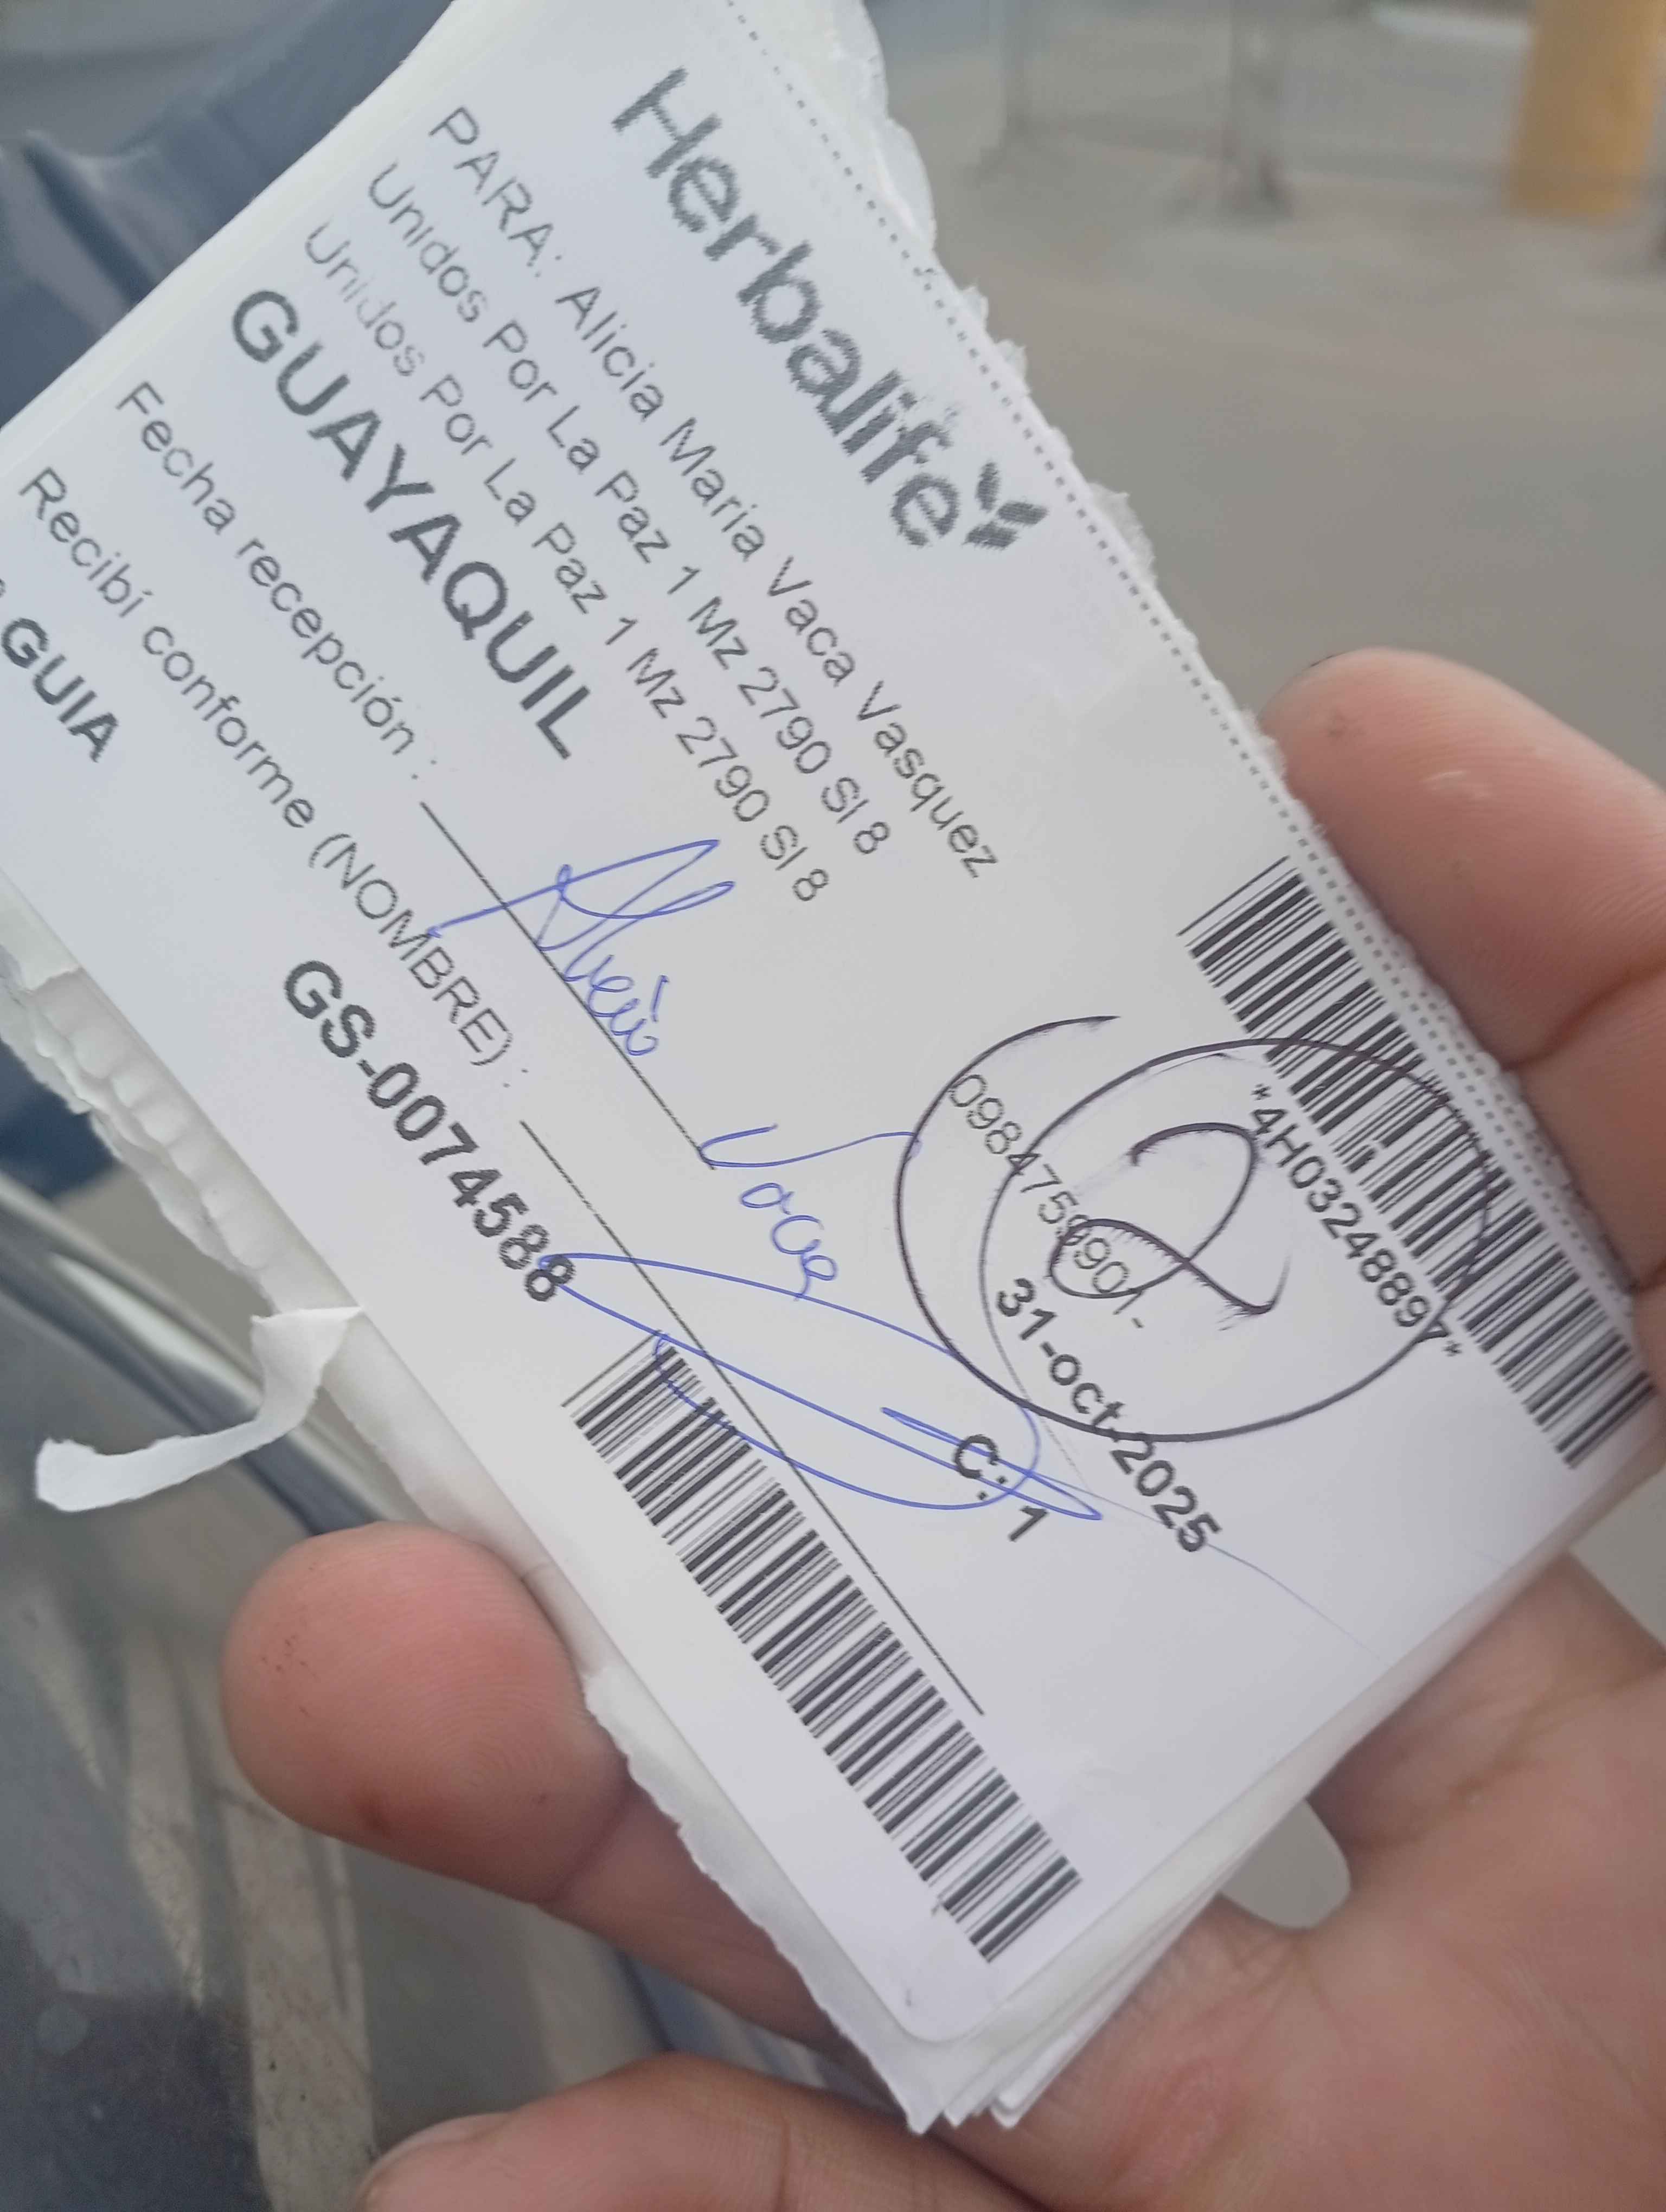 Herbalife
*4H03248897*
PARA: Alicia Maria Vaca Vasquez
Unidos Por La Paz 1 Mz 2790 Sl 8
Unidos Por La Paz 1 Mz 2790 Sl 8
GUAYAQUIL
31-oct-2025
Fecha recepción :
Alicia Vaca
C: 1
Recibí conforme (NOMBRE) :
GUIA
GS-0074588